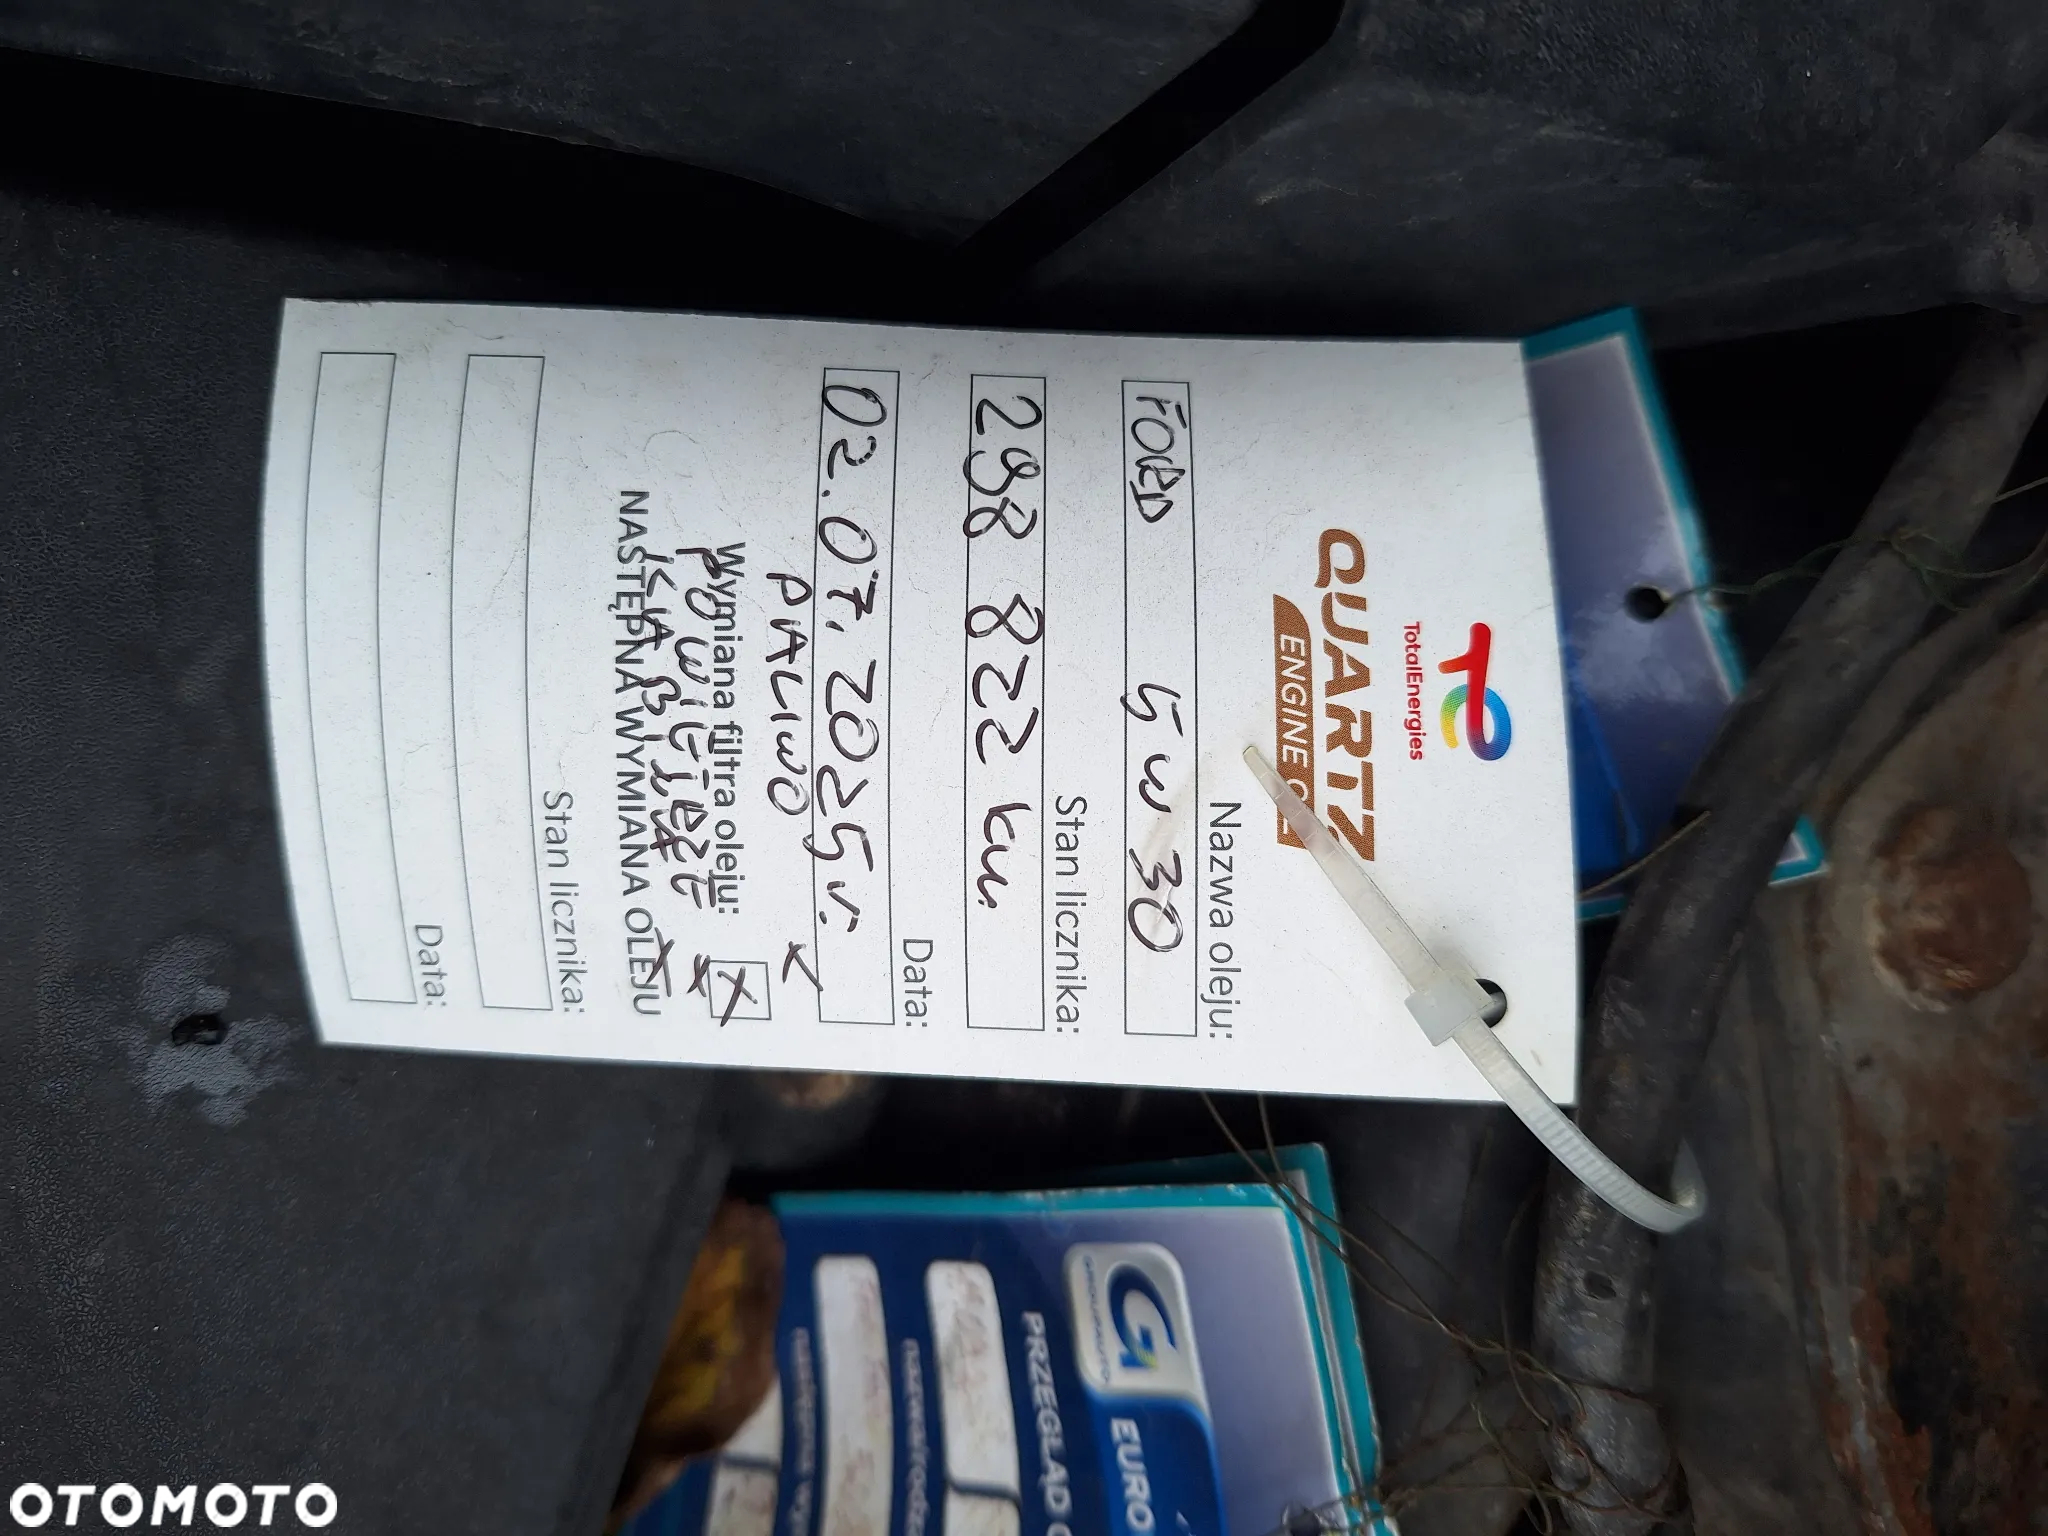 TotalEnergies
QUARTZ
ENGINE O
Nazwa oleju:
FORD 5W30
Stan licznika:
298 822 km
Data:
02.07.2025r.
PALIWO X
Wymiana filtra oleju: X
POWIETRZE X
KABINA X
NASTĘPNA WYMIANA OLEJU
Stan licznika:
Data:
G
GROUPAUTO
EURO
PRZEGLĄD O
OTOMOTO